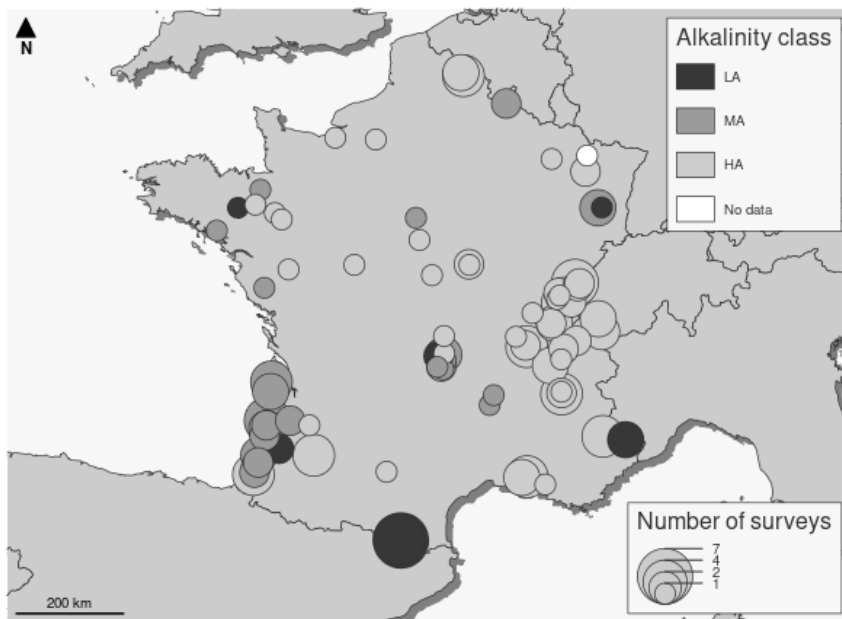 N
Alkalinity class
LA
MA
HA
No data
Number of surveys
7
4
2
1
200 km